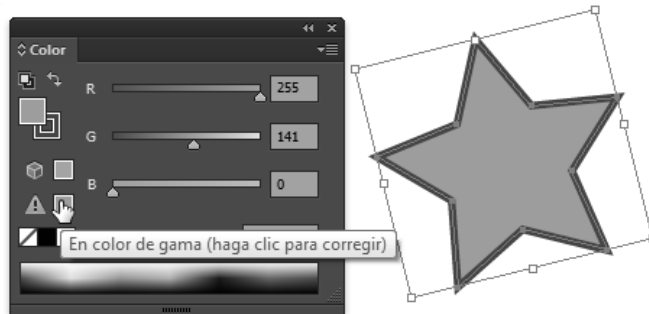 Color
R 255
G 141
B 0
En color de gama (haga clic para corregir)